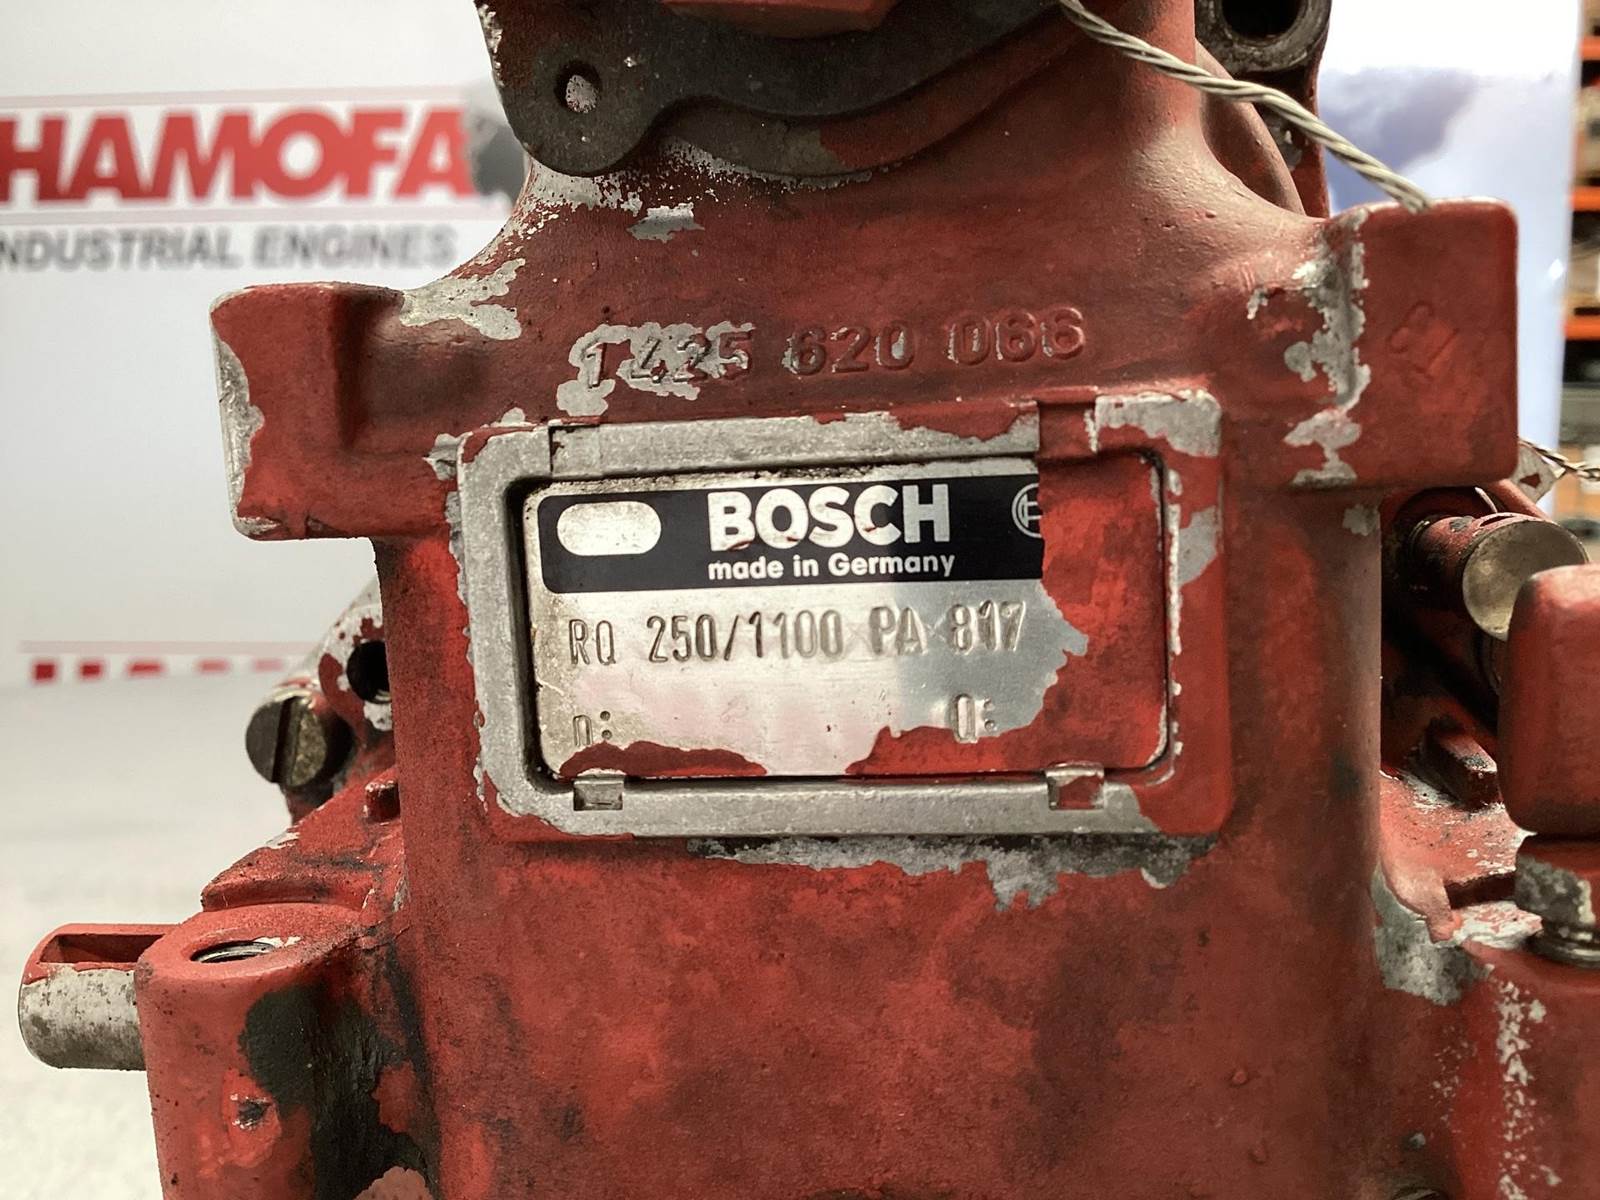 HAMOFA
INDUSTRIAL ENGINES
1 425 620 066
BOSCH
made in Germany
RQ 250/1100 PA 817
n: Q: